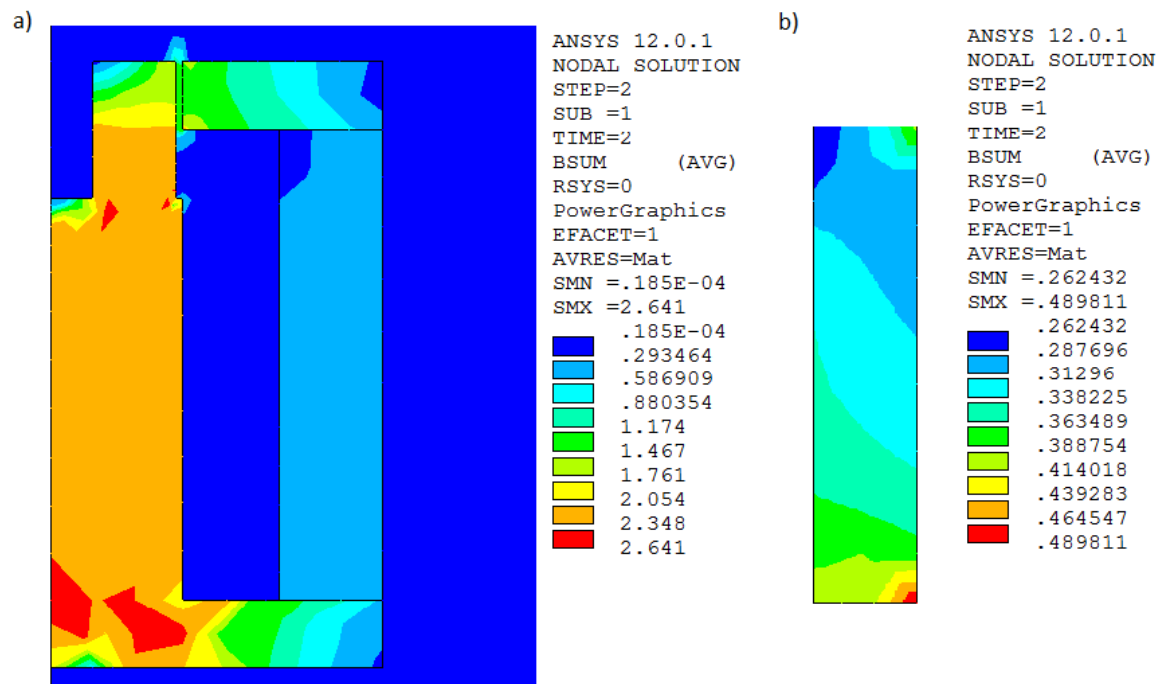 a)
ANSYS 12.0.1
NODAL SOLUTION
STEP=2
SUB =1
TIME=2
BSUM (AVG)
RSYS=0
PowerGraphics
EFACET=1
AVRES=Mat
SMN =.185E-04
SMX =2.641
.185E-04
.293464
.586909
.880354
1.174
1.467
1.761
2.054
2.348
2.641
b)
ANSYS 12.0.1
NODAL SOLUTION
STEP=2
SUB =1
TIME=2
BSUM (AVG)
RSYS=0
PowerGraphics
EFACET=1
AVRES=Mat
SMN =.262432
SMX =.489811
.262432
.287696
.31296
.338225
.363489
.388754
.414018
.439283
.464547
.489811